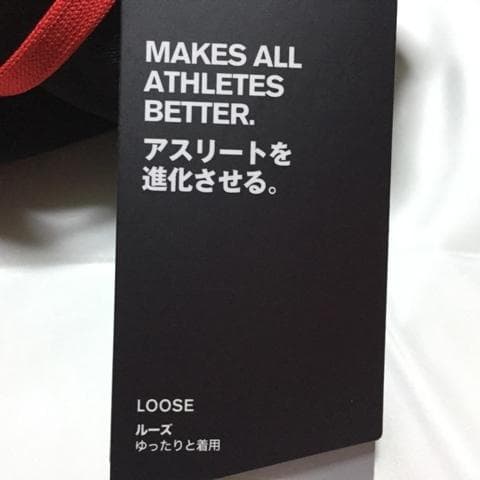 MAKES ALL
ATHLETES
BETTER.
アスリートを
進化させる。
LOOSE
ルーズ
ゆったりと着用